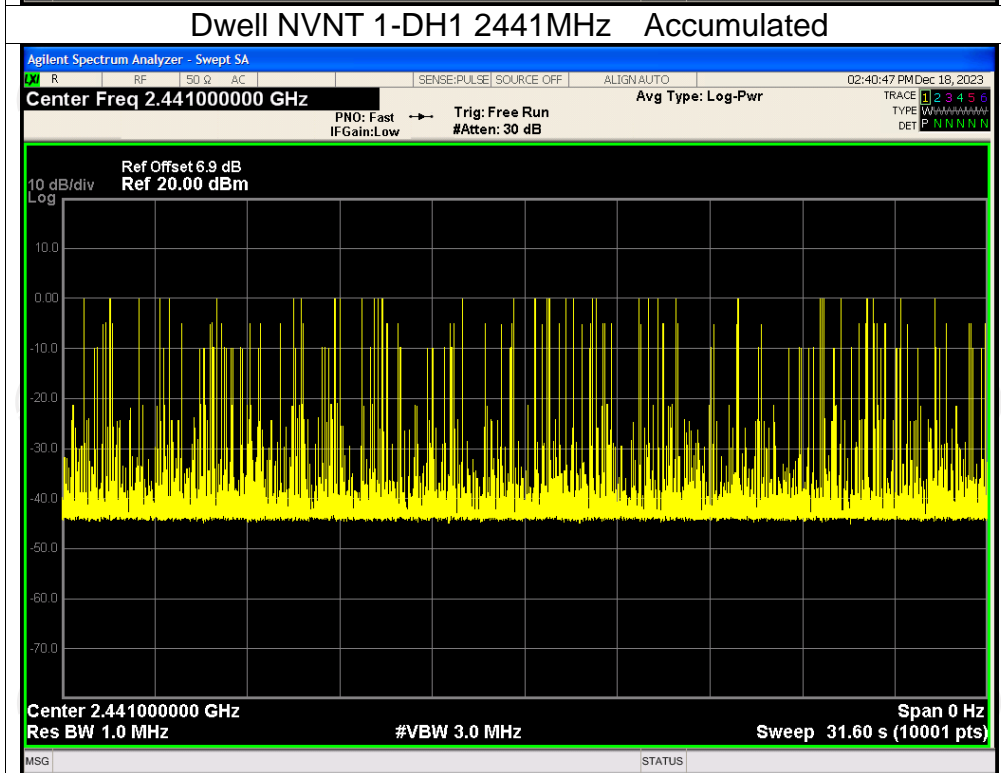 Dwell NVNT 1-DH1 2441MHz Accumulated
Agilent Spectrum Analyzer - Swept SA
LXI R RF 50 Ω AC SENSE:PULSE SOURCE OFF ALIGN AUTO 02:40:47 PM Dec 18, 2023
Center Freq 2.441000000 GHz Avg Type: Log-Pwr TRACE 1 2 3 4 5 6
PNO: Fast Trig: Free Run TYPE WWWWWW
IFGain:Low #Atten: 30 dB DET P N N N N N
Ref Offset 6.9 dB
10 dB/div Ref 20.00 dBm
Log
10.0
0.00
-10.0
-20.0
-30.0
-40.0
-50.0
-60.0
-70.0
Center 2.441000000 GHz Span 0 Hz
Res BW 1.0 MHz #VBW 3.0 MHz Sweep 31.60 s (10001 pts)
MSG STATUS